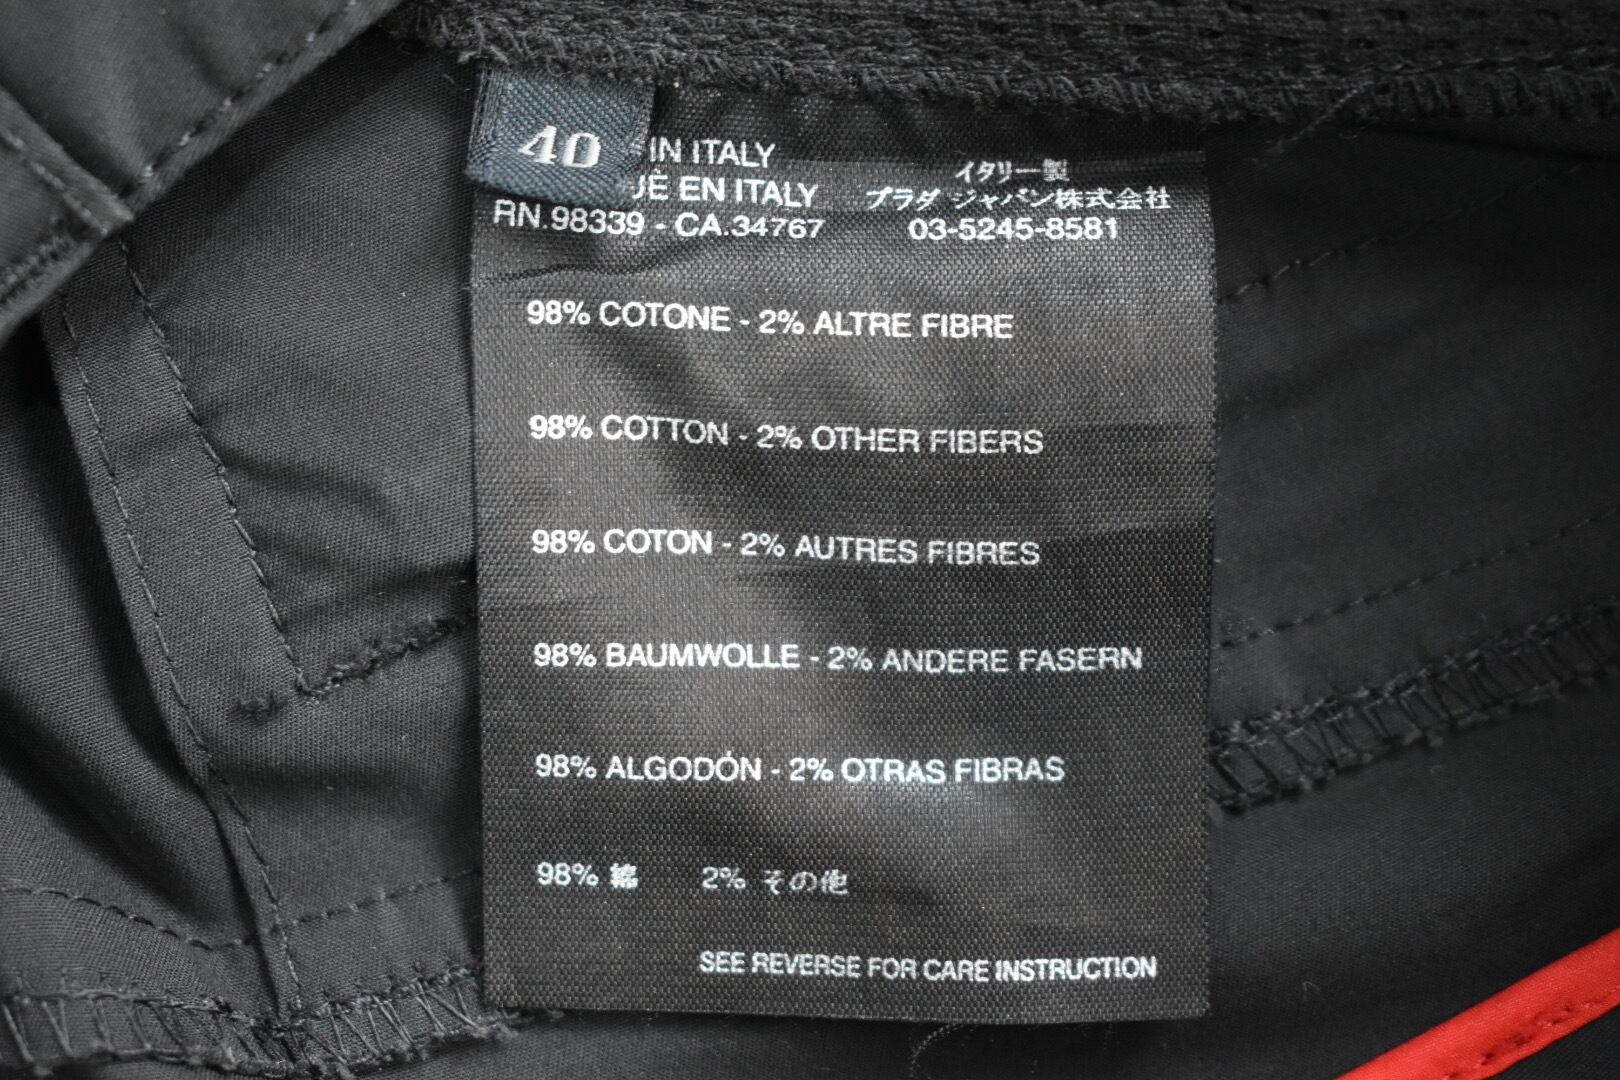 40
IN ITALY
UÉ EN ITALY
RN.98339 - CA.34767
イタリー製
プラダ ジャパン株式会社
03-5245-8581
98% COTONE - 2% ALTRE FIBRE
98% COTTON - 2% OTHER FIBERS
98% COTON - 2% AUTRES FIBRES
98% BAUMWOLLE - 2% ANDERE FASERN
98% ALGODÓN - 2% OTRAS FIBRAS
98% 綿 2% その他
SEE REVERSE FOR CARE INSTRUCTION